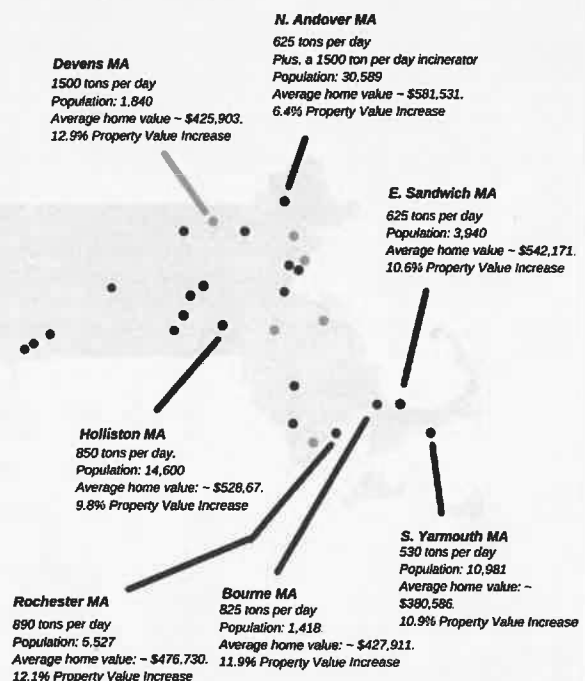 N. Andover MA
625 tons per day
Plus, a 1500 ton per day incinerator
Population: 30,589
Average home value ~ $581,531.
6.4% Property Value Increase
Devens MA
1500 tons per day
Population: 1,840
Average home value ~ $425,903.
12.9% Property Value Increase
E. Sandwich MA
625 tons per day
Population: 3,940
Average home value ~ $542,171.
10.6% Property Value Increase
Holliston MA
850 tons per day.
Population: 14,600
Average home value: ~ $528,67.
9.8% Property Value Increase
S. Yarmouth MA
530 tons per day
Population: 10,981
Average home value: ~
$380,586.
10.9% Property Value Increase
Rochester MA
890 tons per day
Population: 5,527
Average home value: ~ $476,730.
12.1% Property Value Increase
Bourne MA
825 tons per day
Population: 1,418.
Average home value: ~ $427,911.
11.9% Property Value Increase